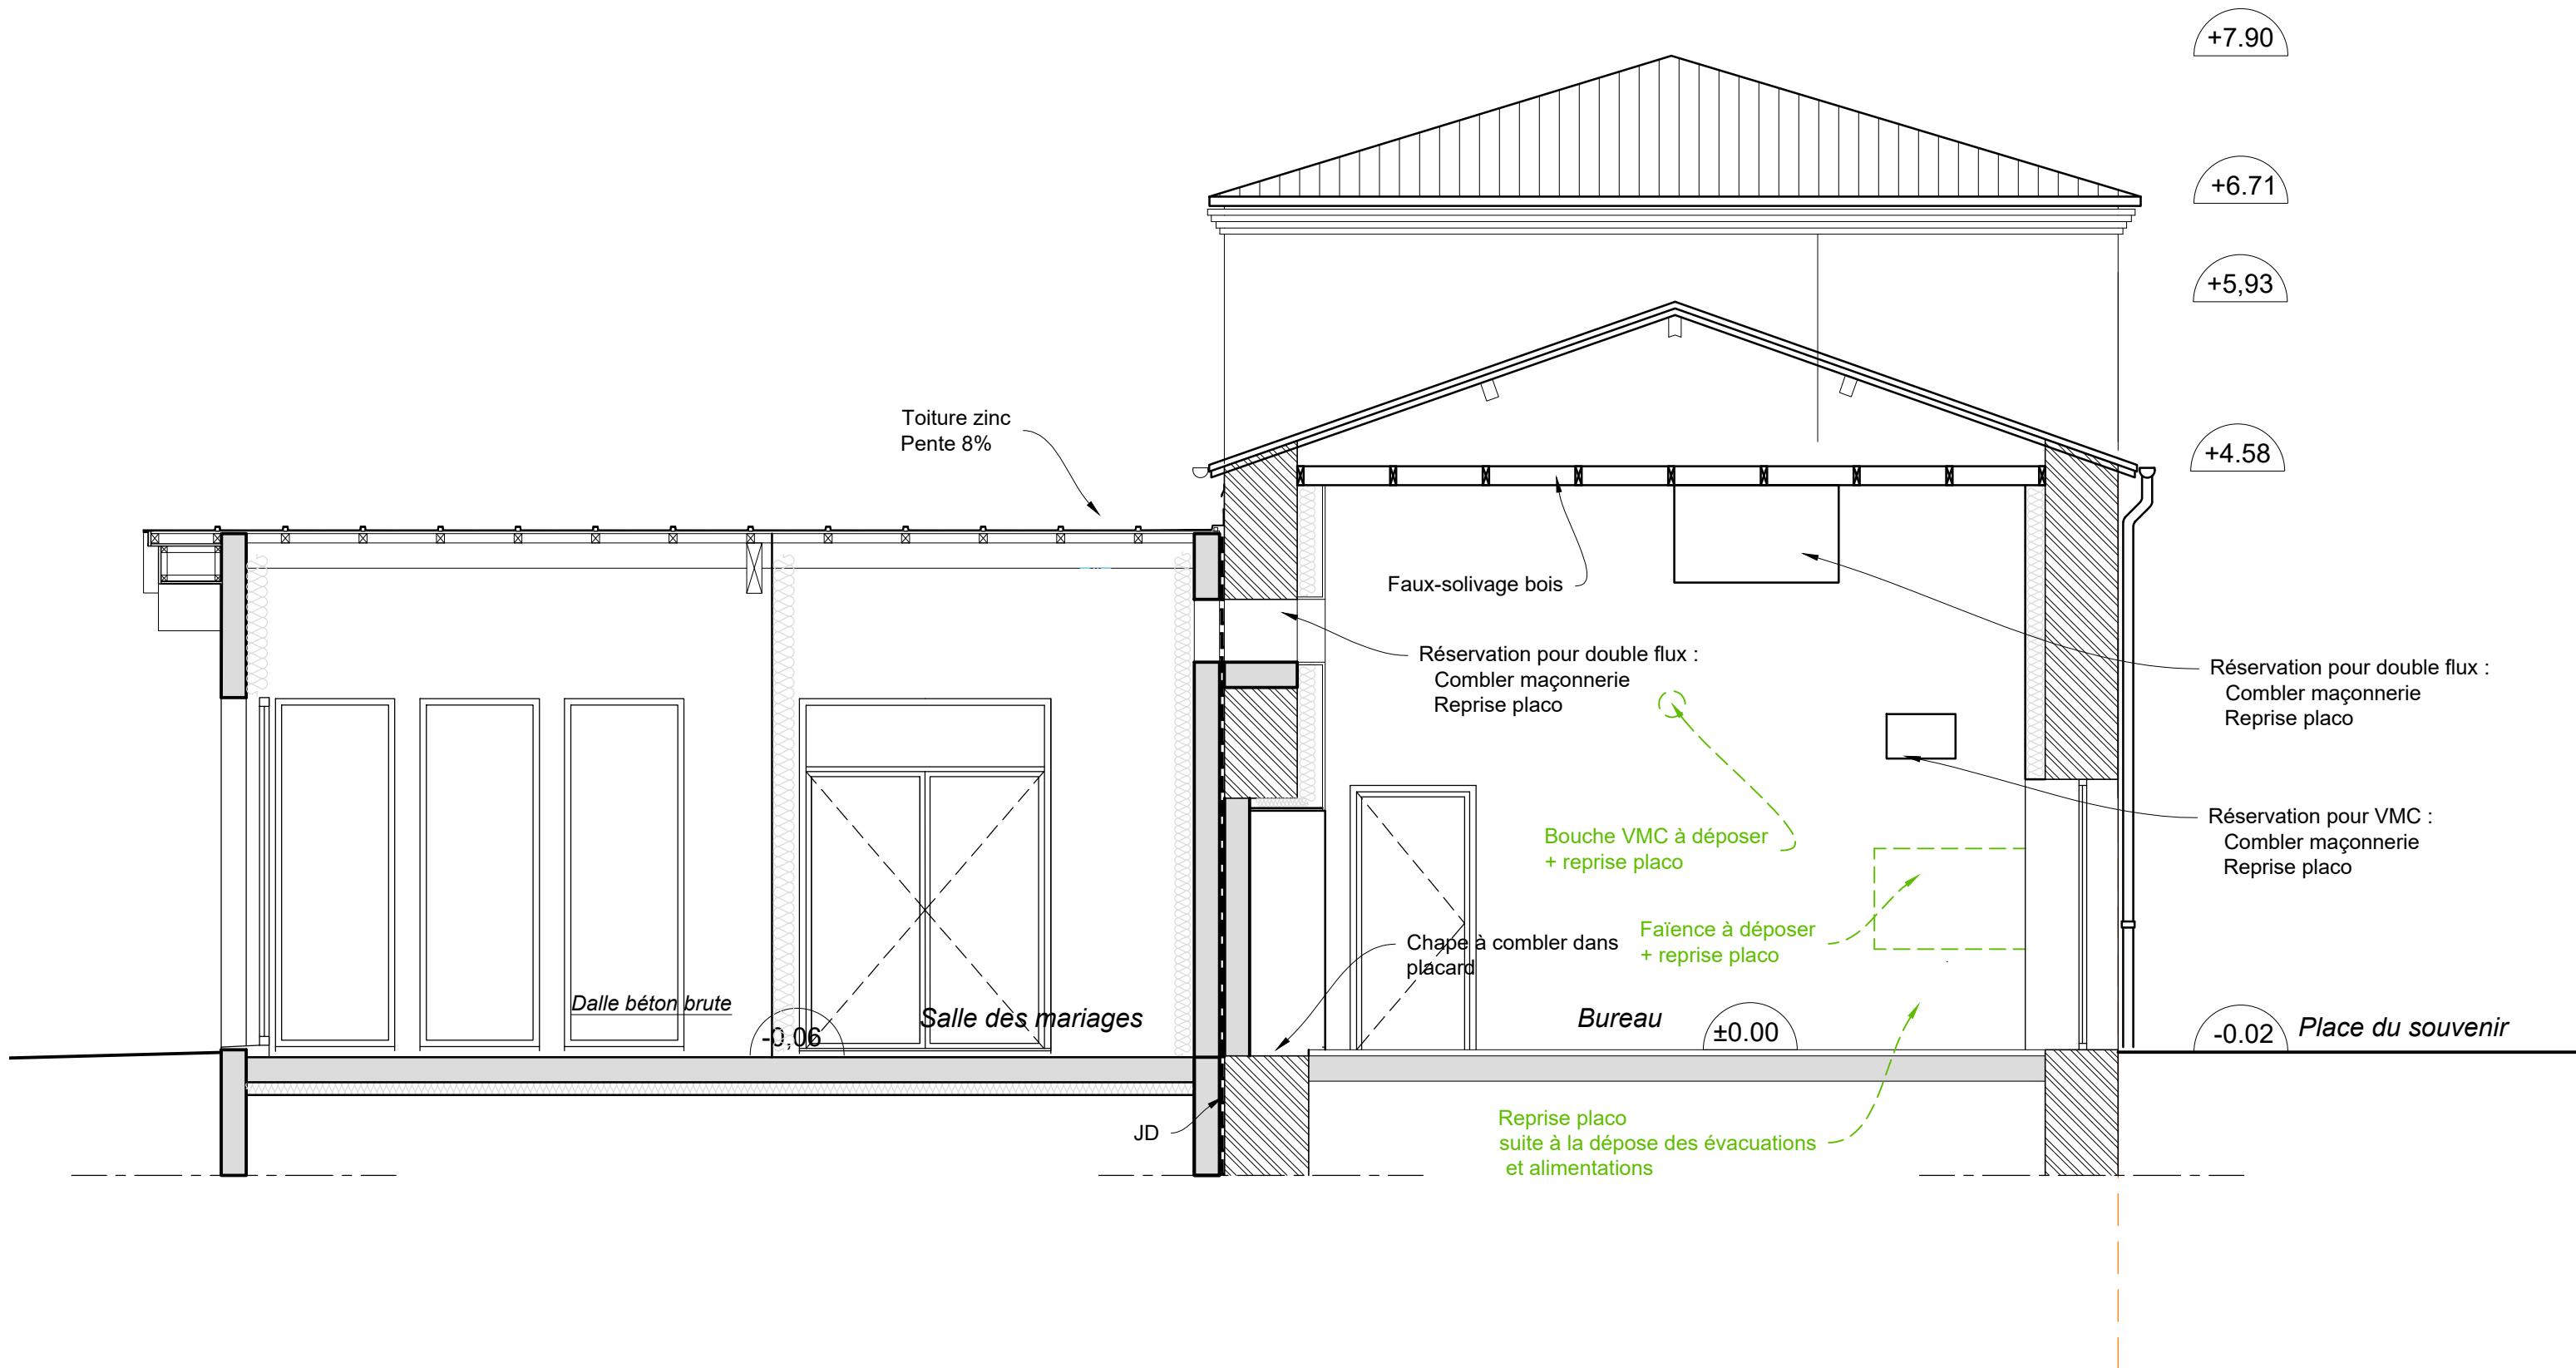 +7.90
+6.71
+5,93
Toiture zinc
Pente 8%
+4.58
Faux-solivage bois
Réservation pour double flux :
Combler maçonnerie
Reprise placo
Réservation pour double flux :
Combler maçonnerie
Reprise placo
Bouche VMC à déposer
+ reprise placo
Réservation pour VMC :
Combler maçonnerie
Reprise placo
Faïence à déposer
+ reprise placo
Chape à combler dans
placard
Dalle béton brute
-0,06
Salle des mariages
Bureau
±0.00
-0.02
Place du souvenir
JD
Reprise placo
suite à la dépose des évacuations
et alimentations